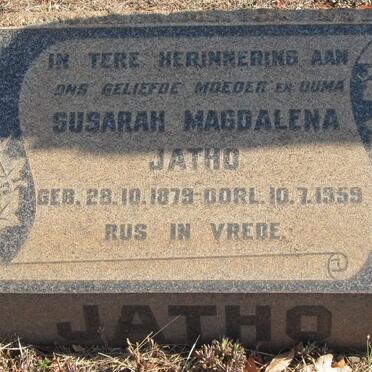 IN TERE HERINNERING AAN
ONS GELIEFDE MOEDER EN OUMA
SUSARAH MAGDALENA
JATHO
GEB. 28.10.1879-OORL. 10.7.1959
RUS IN VREDE.
JATHO